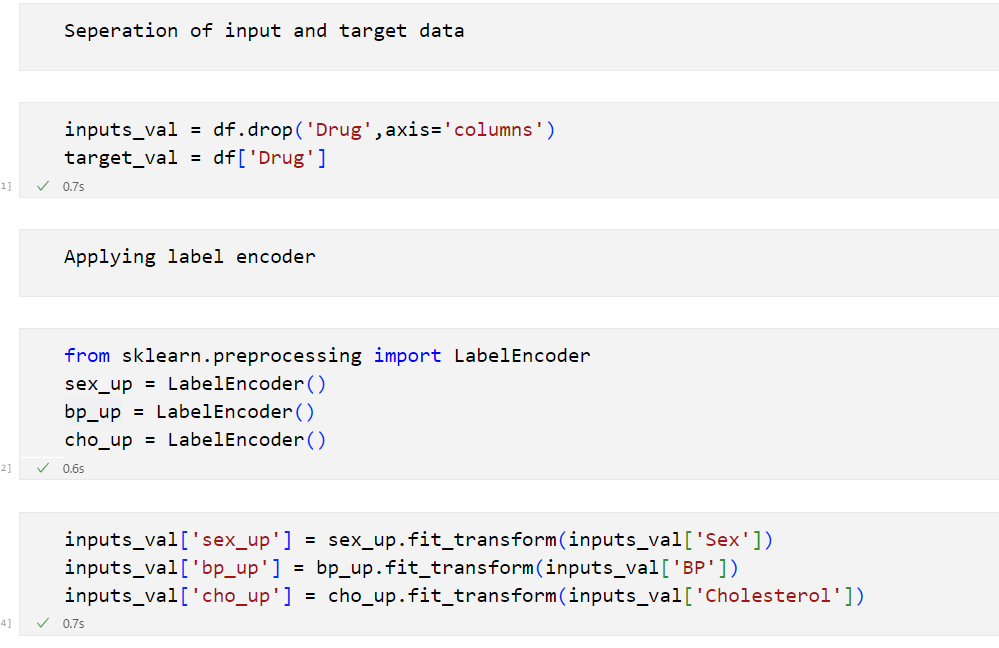 Seperation of input and target data
inputs_val = df.drop('Drug',axis='columns')
target_val = df['Drug']
1] ✓ 0.7s
Applying label encoder
from sklearn.preprocessing import LabelEncoder
sex_up = LabelEncoder()
bp_up = LabelEncoder()
cho_up = LabelEncoder()
2] ✓ 0.6s
inputs_val['sex_up'] = sex_up.fit_transform(inputs_val['Sex'])
inputs_val['bp_up'] = bp_up.fit_transform(inputs_val['BP'])
inputs_val['cho_up'] = cho_up.fit_transform(inputs_val['Cholesterol'])
4] ✓ 0.7s